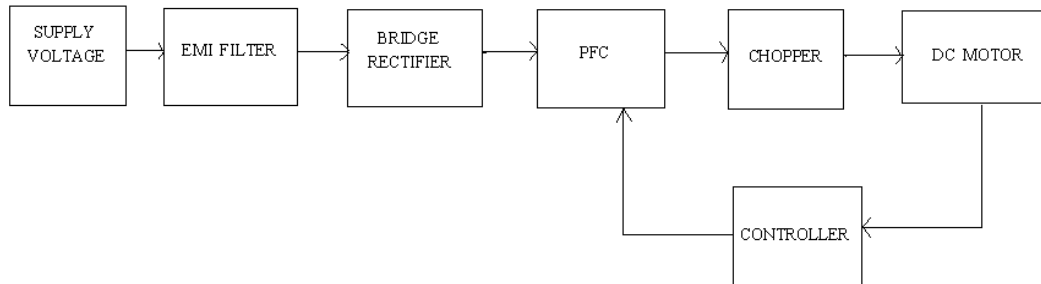 SUPPLY
VOLTAGE
EMI FILTER
BRIDGE
RECTIFIER
PFC
CHOPPER
DC MOTOR
CONTROLLER